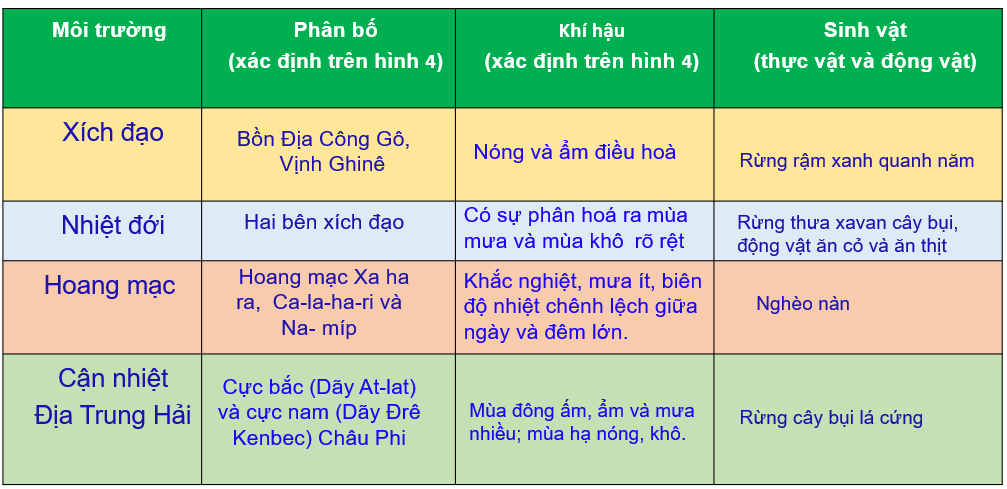 Môi trường
Phân bố
(xác định trên hình 4)
Khí hậu
(xác định trên hình 4)
Sinh vật
(thực vật và động vật)
Xích đạo
Bồn Địa Công Gô,
Vịnh Ghinê
Nóng và ẩm điều hoà
Rừng rậm xanh quanh năm
Nhiệt đới
Hai bên xích đạo
Có sự phân hoá ra mùa
mưa và mùa khô rõ rệt
Rừng thưa xavan cây bụi,
động vật ăn cỏ và ăn thịt
Hoang mạc
Hoang mạc Xa ha
ra, Ca-la-ha-ri và
Na- míp
Khắc nghiệt, mưa ít, biên
độ nhiệt chênh lệch giữa
ngày và đêm lớn.
Nghèo nàn
Cận nhiệt
Địa Trung Hải
Cực bắc (Dãy At-lat)
và cực nam (Dãy Đrê
Kenbec) Châu Phi
Mùa đông ấm, ẩm và mưa
nhiều; mùa hạ nóng, khô.
Rừng cây bụi lá cứng